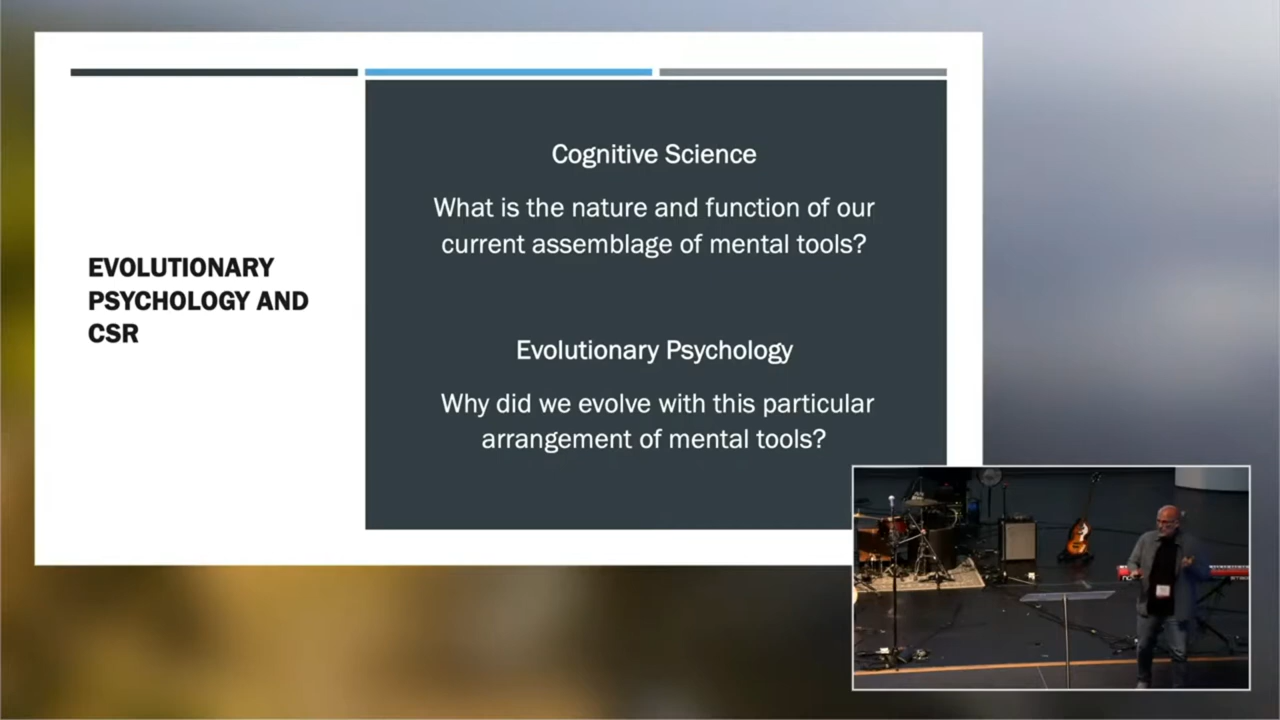 EVOLUTIONARY
PSYCHOLOGY AND
CSR
Cognitive Science
What is the nature and function of our
current assemblage of mental tools?
Evolutionary Psychology
Why did we evolve with this particular
arrangement of mental tools?